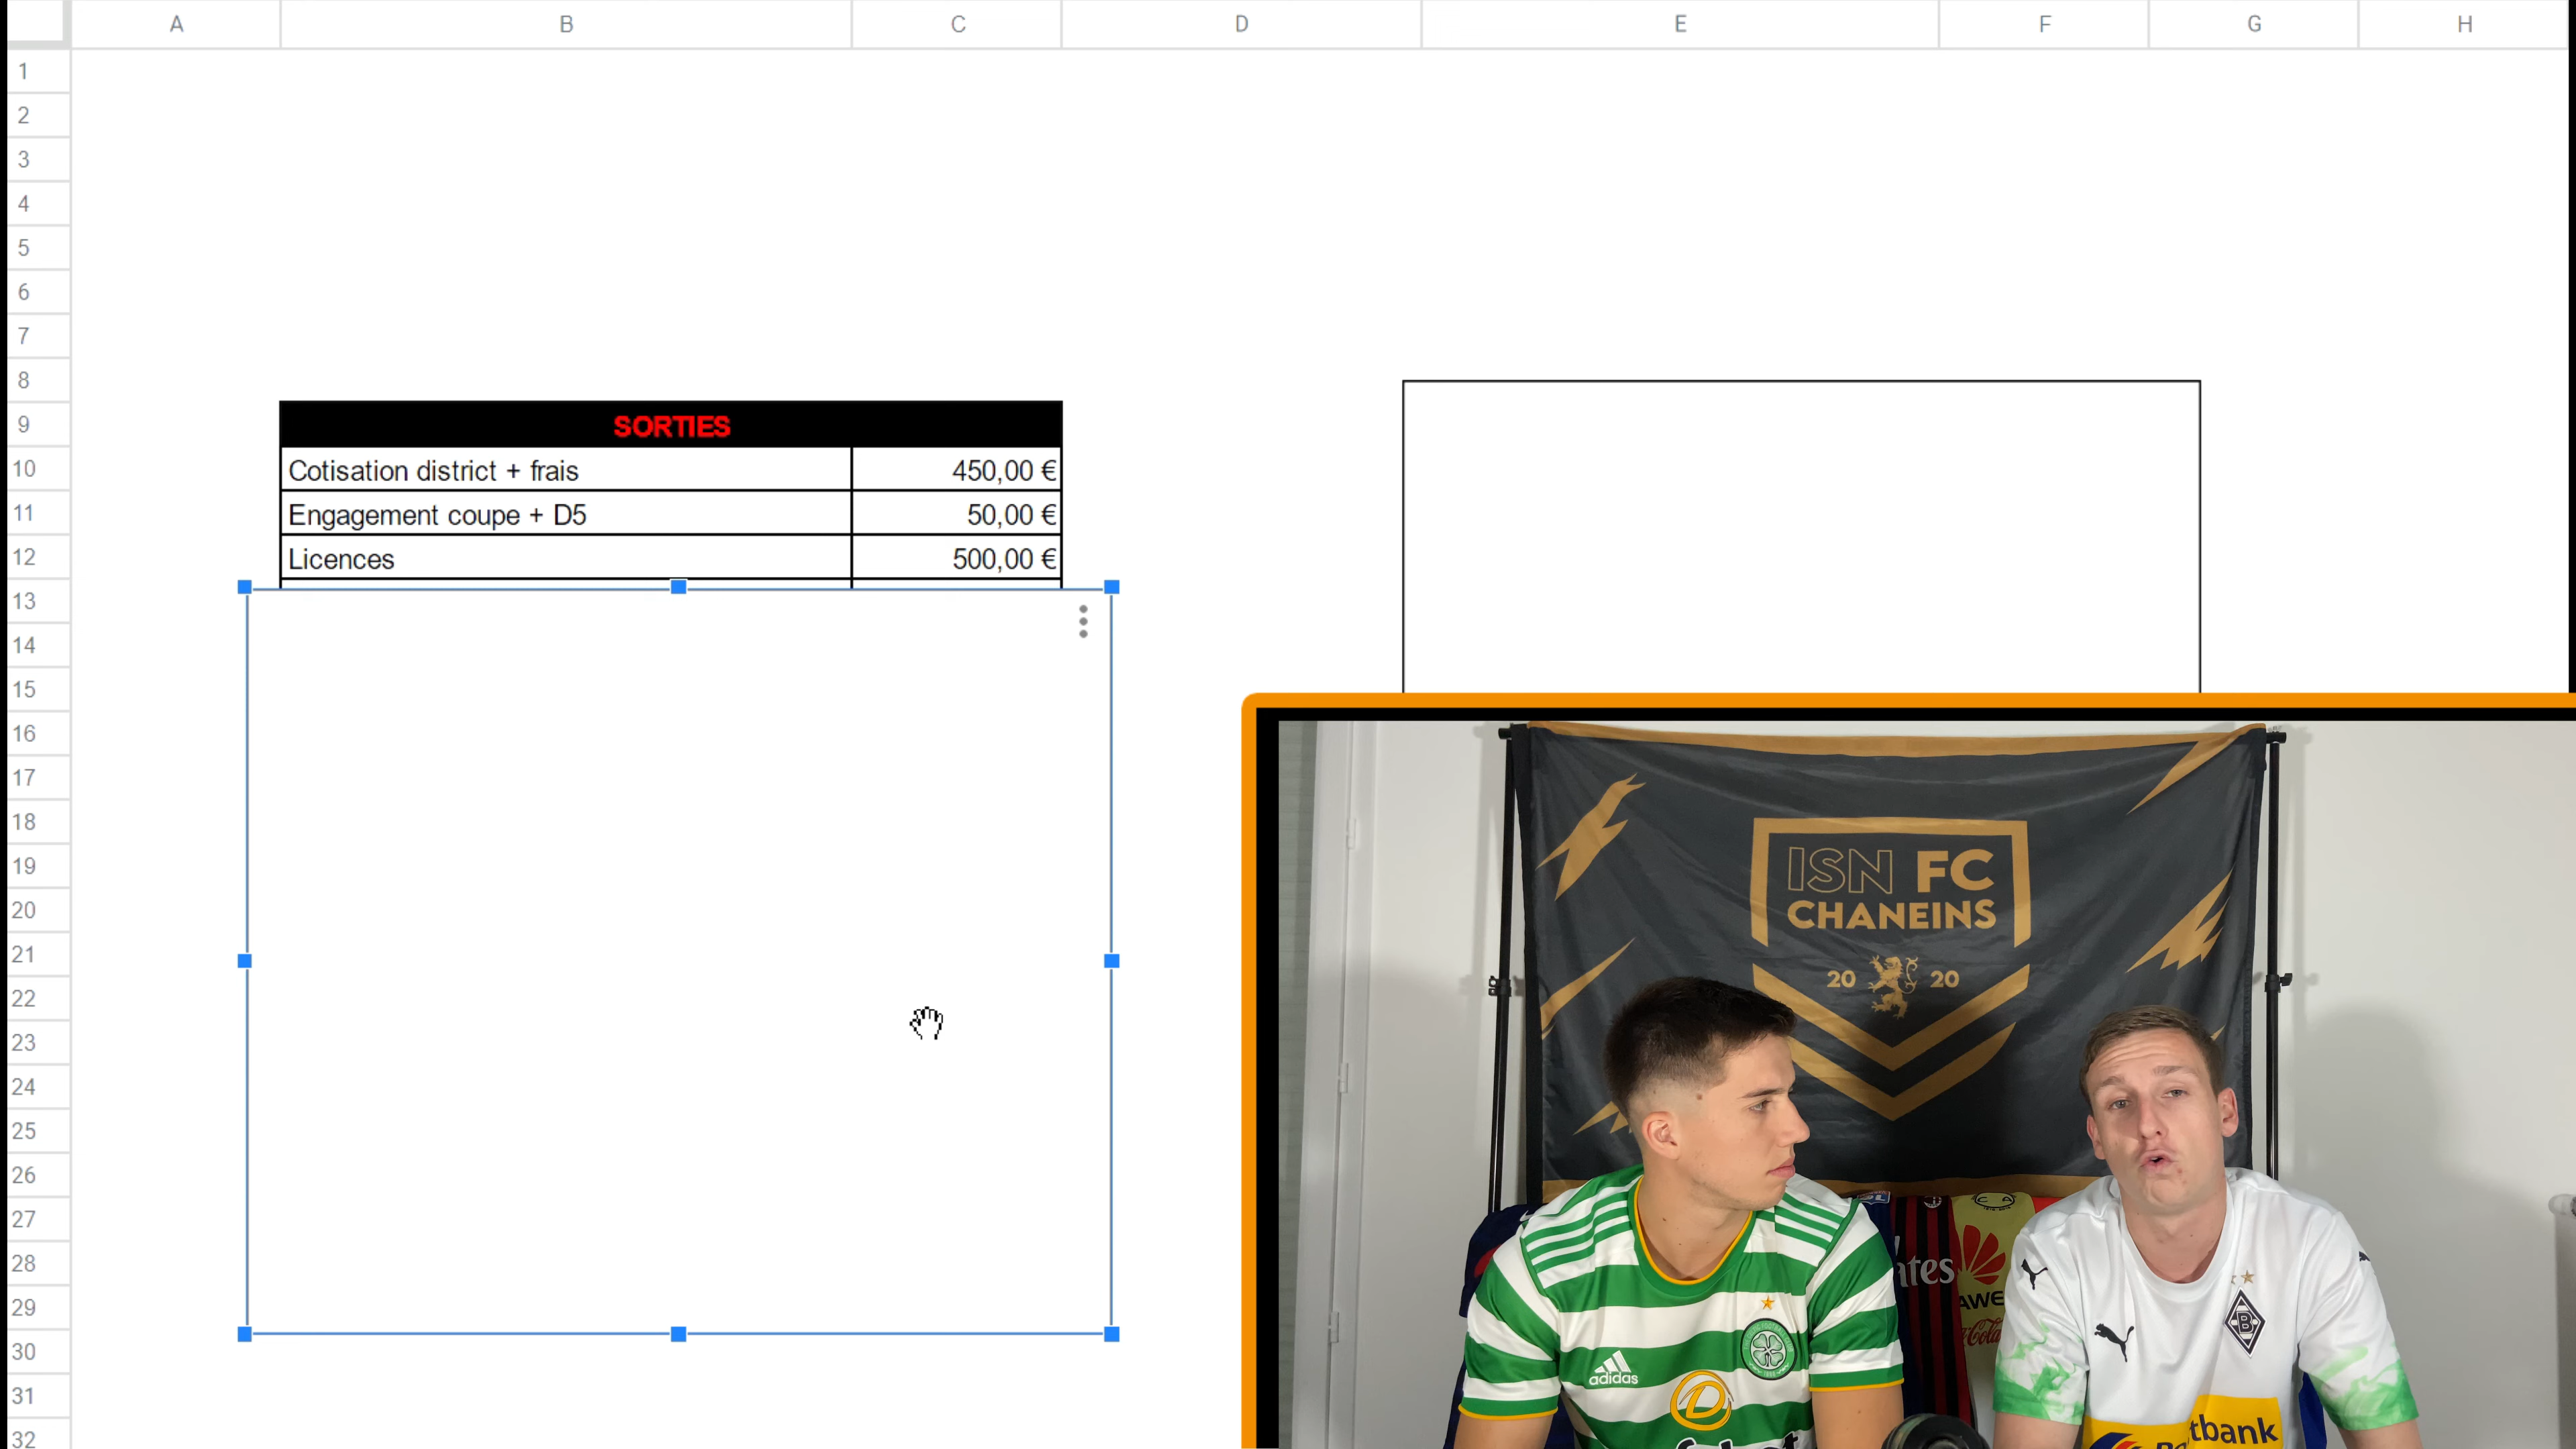 A B C D E F G H
1
2
3
4
5
6
7
8
9 SORTIES
10 Cotisation district + frais 450,00 €
11 Engagement coupe + D5 50,00 €
12 Licences 500,00 €
13
14
15
16
17
18
19
20
21
22
23
24
25
26
27
28
29
30
31
32
ISN FC
CHANEINS
20 20
adidas
B
tbank